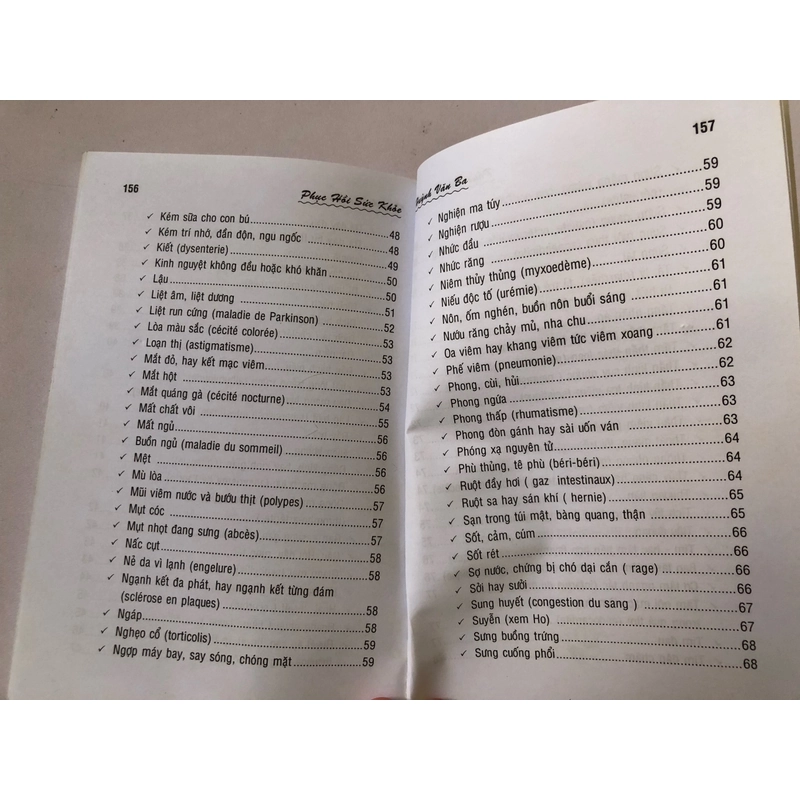 156
Phục Hồi Sức Khỏe
✓ Kém sữa cho con bú ........ 48
✓ Kém trí nhớ, đần độn, ngu ngốc ........ 48
✓ Kiết (dysenterie) ........ 49
✓ Kinh nguyệt không đều hoặc khó khăn ........ 50
✓ Lậu ........ 50
✓ Liệt âm, liệt dương ........ 51
✓ Liệt run cứng (maladie de Parkinson) ........ 52
✓ Lòa màu sắc (cécité colorée) ........ 53
✓ Loạn thị (astigmatisme) ........ 53
✓ Mắt đỏ, hay kết mạc viêm ........ 53
✓ Mắt hột ........ 53
✓ Mắt quáng gà (cécité nocturne) ........ 54
✓ Mất chất vôi ........ 55
✓ Mất ngủ ........ 56
✓ Buồn ngủ (maladie du sommeil) ........ 56
✓ Mệt ........ 56
✓ Mù lòa ........ 56
✓ Mũi viêm nước và bướu thịt (polypes) ........ 57
✓ Mụt cóc ........ 57
✓ Mụt nhọt đang sưng (abcès) ........ 57
✓ Nấc cụt ........ 58
✓ Nẻ da vì lạnh (engelure) ........ 58
✓ Ngạnh kết đa phát, hay ngạnh kết từng đám
(sclérose en plaques) ........ 58
✓ Ngáp ........ 58
✓ Nghẹo cổ (torticolis) ........ 59
✓ Ngợp máy bay, say sóng, chóng mặt ........ 59
157
Huỳnh Văn Ba
✓ Nghiện ma túy ........ 59
✓ Nghiện rượu ........ 59
✓ Nhức đầu ........ 59
✓ Nhức răng ........ 60
✓ Niêm thủy thủng (myxoedème) ........ 60
✓ Niếu độc tố (urémie) ........ 61
✓ Nôn, ốm nghén, buồn nôn buổi sáng ........ 61
✓ Nướu răng chảy mủ, nha chu ........ 61
✓ Oa viêm hay khang viêm tức viêm xoang ........ 61
✓ Phế viêm (pneumonie) ........ 62
✓ Phong, cùi, hủi ........ 62
✓ Phong ngứa ........ 63
✓ Phong thấp (rhumatisme) ........ 63
✓ Phong đòn gánh hay sài uốn ván ........ 63
✓ Phóng xạ nguyên tử ........ 64
✓ Phù thủng, tê phù (béri-béri) ........ 64
✓ Ruột đầy hơi ( gaz intestinaux) ........ 64
✓ Ruột sa hay sán khí ( hernie) ........ 65
✓ Sạn trong túi mật, bàng quang, thận ........ 65
✓ Sốt, cảm, cúm ........ 66
✓ Sốt rét ........ 66
✓ Sợ nước, chứng bị chó dại cắn ( rage) ........ 66
✓ Sởi hay sười ........ 66
✓ Sung huyết (congestion du sang ) ........ 67
✓ Suyễn (xem Ho) ........ 67
✓ Sưng buồng trứng ........ 68
✓ Sưng cuống phổi ........ 68